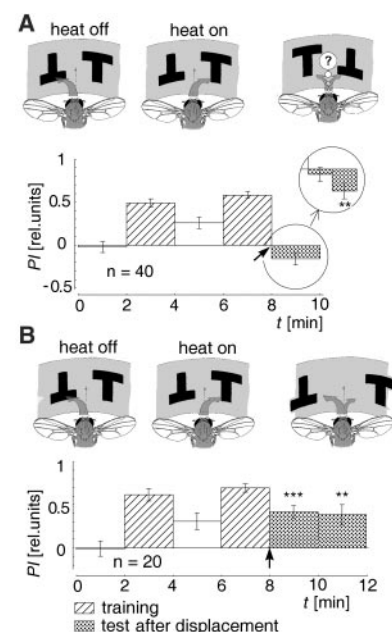 A
heat off
heat on
?
PI [rel.units]
1
0.5
0
-0.5
n = 40
**
0 2 4 6 8 10
t [min]
B
heat off
heat on
PI [rel.units]
1
0.5
0
n = 20
*** **
0 2 4 6 8 10 12
t [min]
training
test after displacement